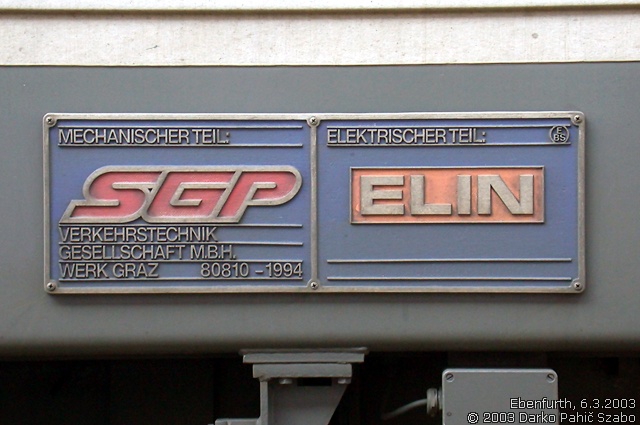 MECHANISCHER TEIL:
SGP
VERKEHRSTECHNIK
GESELLSCHAFT M.B.H.
WERK GRAZ 80810 - 1994
ELEKTRISCHER TEIL:
E
BS
ELIN
Ebenfurth, 6.3.2003
© 2003 Darko Pahič Szabo